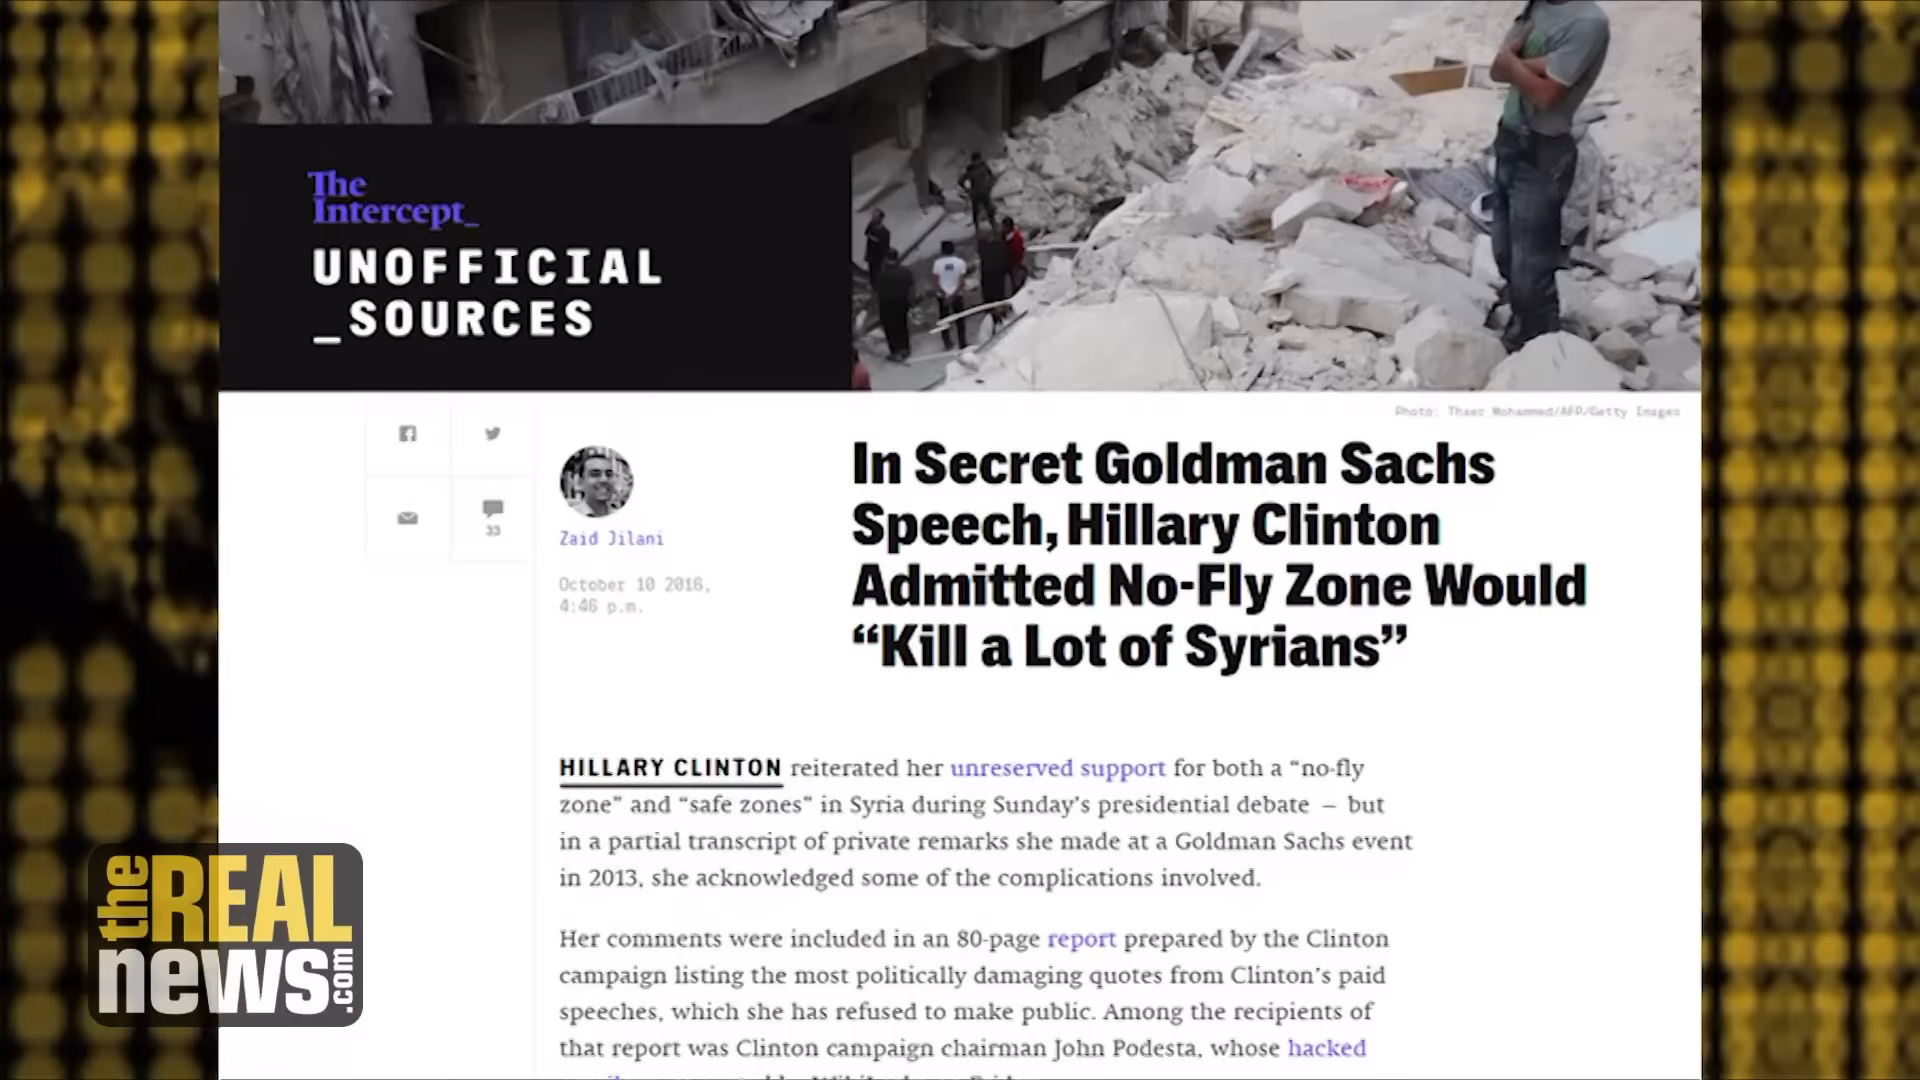 The
Intercept_
UNOFFICIAL
_SOURCES
Photo: Thaer Mohammed/AFP/Getty Images
33
Zaid Jilani
October 10 2016,
4:46 p.m.
In Secret Goldman Sachs
Speech, Hillary Clinton
Admitted No-Fly Zone Would
“Kill a Lot of Syrians”
HILLARY CLINTON reiterated her unreserved support for both a “no-fly
zone” and “safe zones” in Syria during Sunday’s presidential debate – but
in a partial transcript of private remarks she made at a Goldman Sachs event
in 2013, she acknowledged some of the complications involved.
Her comments were included in an 80-page report prepared by the Clinton
campaign listing the most politically damaging quotes from Clinton’s paid
speeches, which she has refused to make public. Among the recipients of
that report was Clinton campaign chairman John Podesta, whose hacked
the REAL
news.com